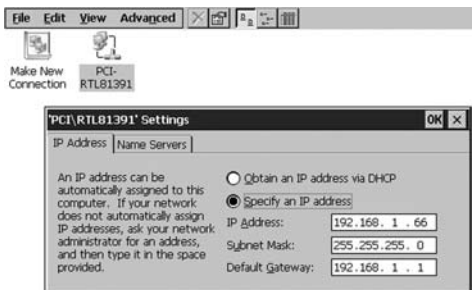 File Edit View Advanced
Make New Connection
PCI-RTL81391
'PCI\RTL81391' Settings
OK ×
IP Address Name Servers
An IP address can be
automatically assigned to this
computer. If your network
does not automatically assign
IP addresses, ask your network
administrator for an address,
and then type it in the space
provided.
Obtain an IP address via DHCP
Specify an IP address
IP Address: 192.168. 1 .66
Subnet Mask: 255.255.255. 0
Default Gateway: 192.168. 1 . 1